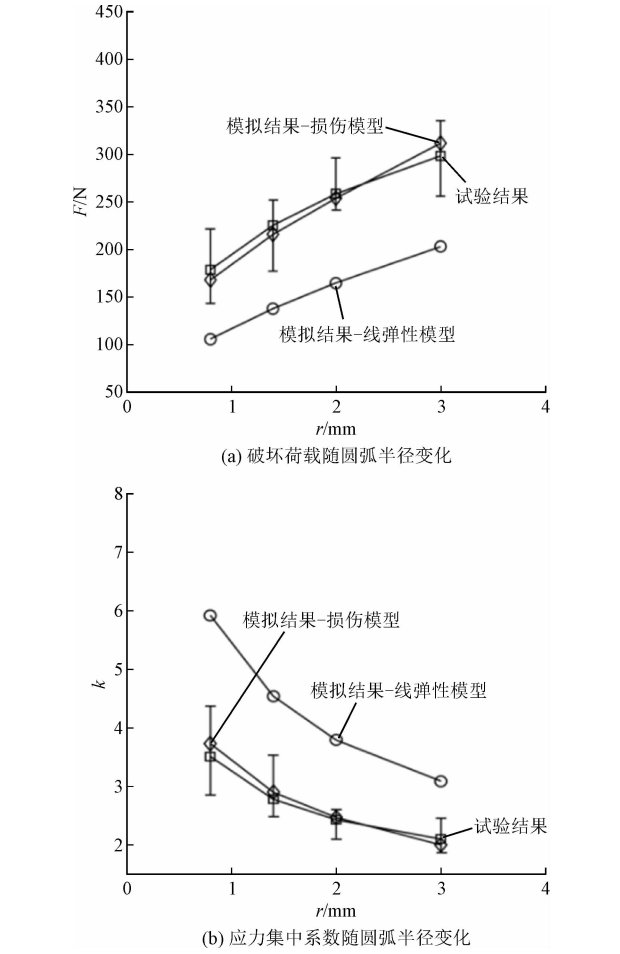 450
400
350
300
250
200
150
100
50
F/N
模拟结果-损伤模型
试验结果
模拟结果-线弹性模型
0 1 2 3 4
r/mm
(a) 破坏荷载随圆弧半径变化
8
7
6
5
4
3
2
k
模拟结果-损伤模型
模拟结果-线弹性模型
试验结果
0 1 2 3 4
r/mm
(b) 应力集中系数随圆弧半径变化